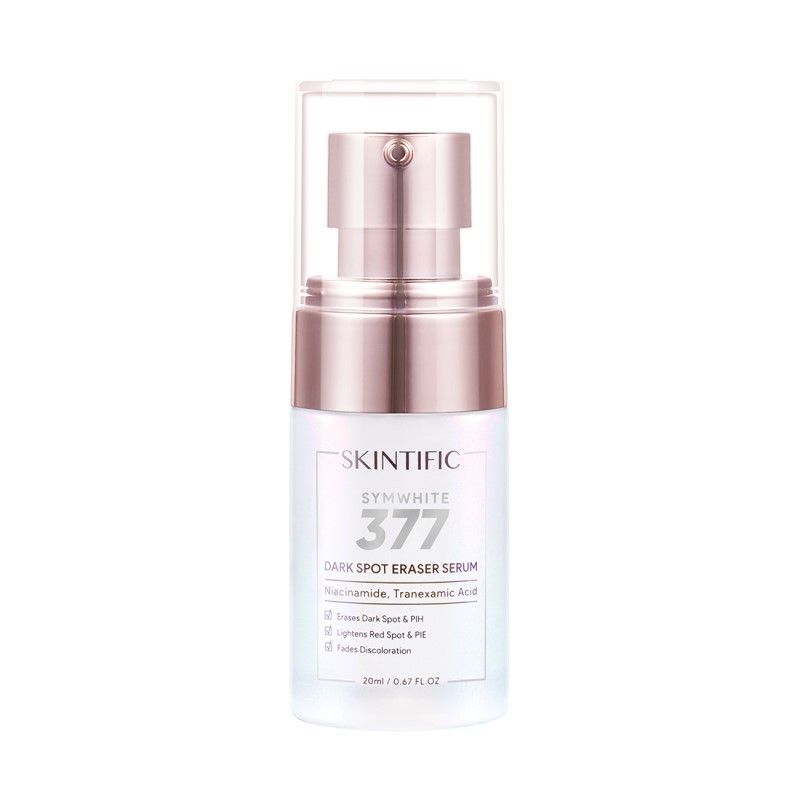 SKINTIFIC
SYMWHITE
377
DARK SPOT ERASER SERUM
Niacinamide, Tranexamic Acid
Erases Dark Spot & PIH
Lightens Red Spot & PIE
Fades Discoloration
20ml / 0.67 FL.OZ